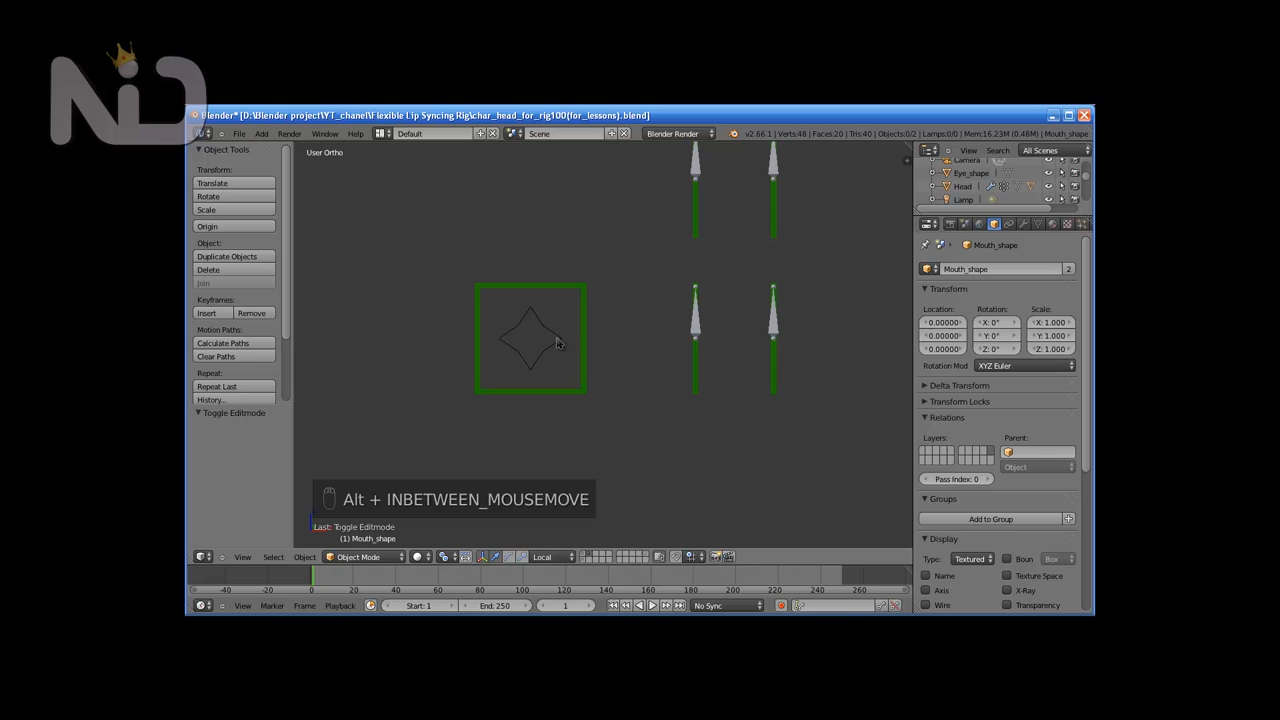 NiD
Blender* [D:\Blender project\YT_chanel\Flexible Lip Syncing Rig\char_head_for_rig100(for_lessons).blend]
File Add Render Window Help Default Scene Blender Render v2.66.1 | Verts:48 | Faces:20 | Tris:40 | Objects:0/2 | Lamps:0/0 | Mem:16.23M (0.48M) | Mouth_shape
Object Tools
Transform:
Translate
Rotate
Scale
Origin
Object:
Duplicate Objects
Delete
Join
Keyframes:
Insert Remove
Motion Paths:
Calculate Paths
Clear Paths
Repeat:
Repeat Last
History...
Toggle Editmode
User Ortho
Alt + INBETWEEN_MOUSEMOVE
Last: Toggle Editmode
(1) Mouth_shape
View Select Object Object Mode Local
-40 -20 0 20 40 60 80 100 120 140 160 180 200 220 240 260
View Marker Frame Playback Start: 1 End: 250 1 No Sync
View Search All Scenes
Camera
Eye_shape
Head
Lamp
Mouth_shape
Mouth_shape 2
Transform
Location: Rotation: Scale:
0.00000 X: 0° X: 1.000
0.00000 Y: 0° Y: 1.000
0.00000 Z: 0° Z: 1.000
Rotation Mod XYZ Euler
Delta Transform
Transform Locks
Relations
Layers: Parent:
Object
Pass Index: 0
Groups
Add to Group
Display
Type: Textured Boun Box
Name Texture Space
Axis X-Ray
Wire Transparency